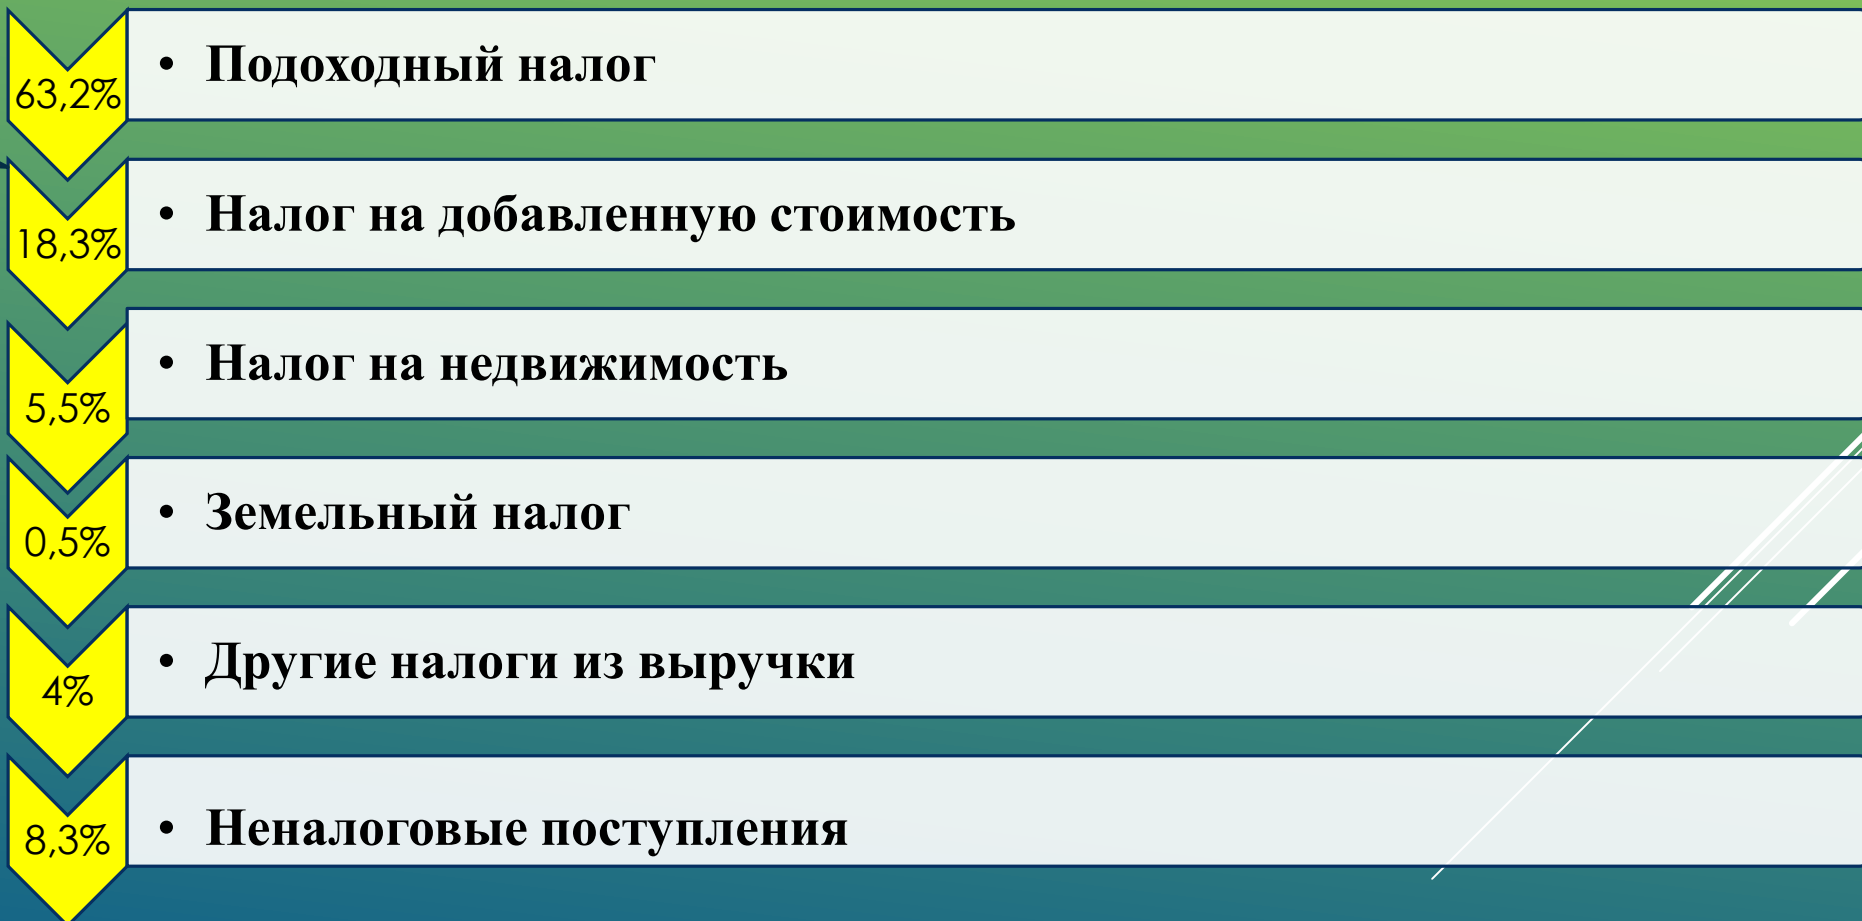 63,2%
• Подоходный налог
18,3%
• Налог на добавленную стоимость
5,5%
• Налог на недвижимость
0,5%
• Земельный налог
4%
• Другие налоги из выручки
8,3%
• Неналоговые поступления